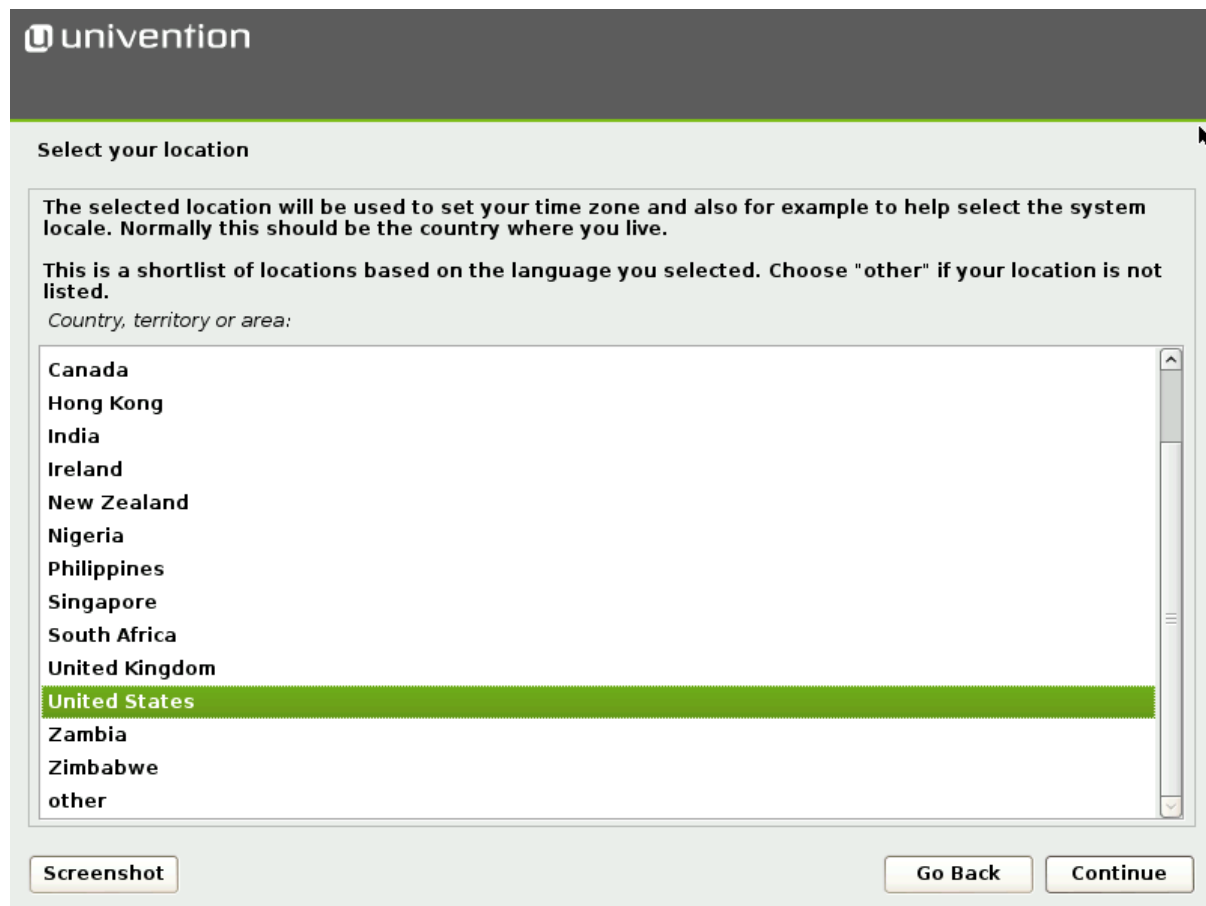 univention
Select your location
The selected location will be used to set your time zone and also for example to help select the system
locale. Normally this should be the country where you live.
This is a shortlist of locations based on the language you selected. Choose "other" if your location is not
listed.
Country, territory or area:
Canada
Hong Kong
India
Ireland
New Zealand
Nigeria
Philippines
Singapore
South Africa
United Kingdom
United States
Zambia
Zimbabwe
other
Screenshot
Go Back
Continue